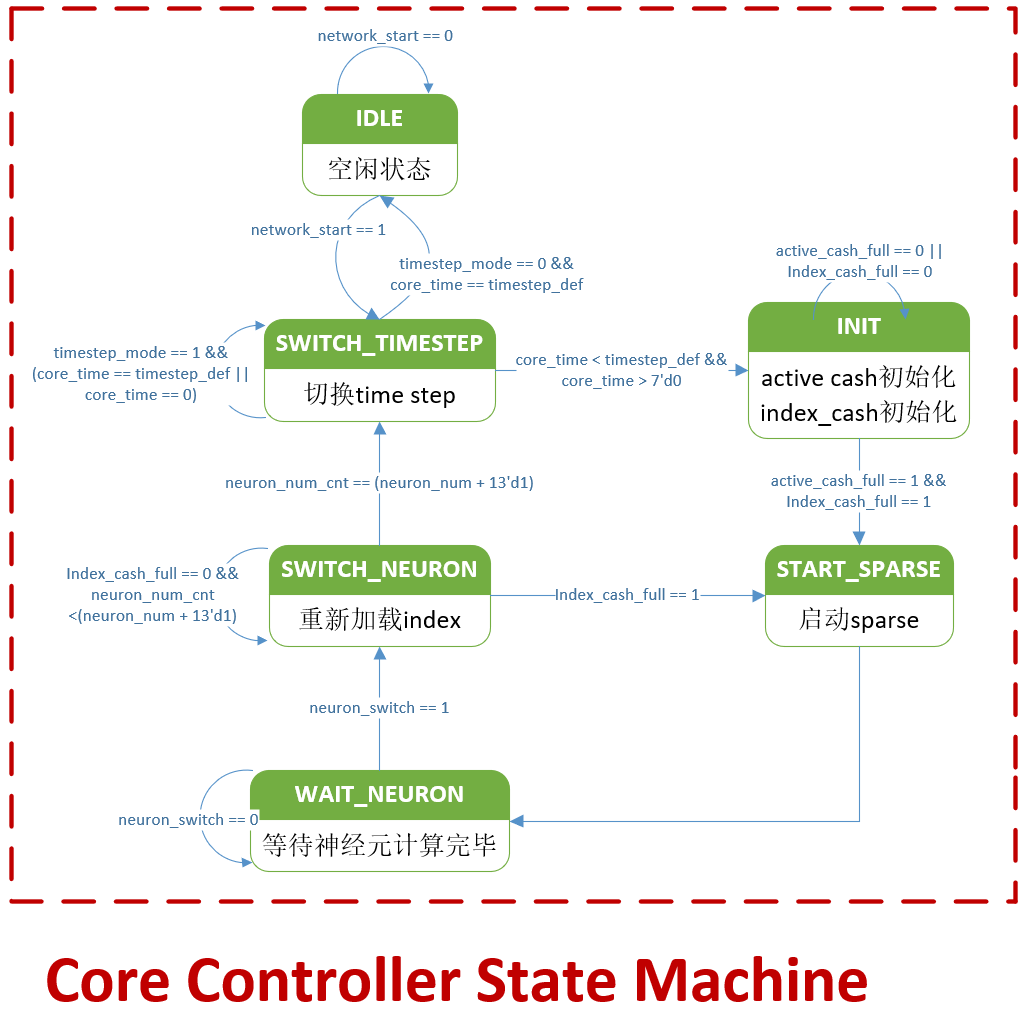 network_start == 0
IDLE
空闲状态
network_start == 1
timestep_mode == 0 &&
core_time == timestep_def
active_cash_full == 0 ||
Index_cash_full == 0
SWITCH_TIMESTEP
切换time step
timestep_mode == 1 &&
(core_time == timestep_def ||
core_time == 0)
core_time < timestep_def &&
core_time > 7'd0
INIT
active cash初始化
index_cash初始化
neuron_num_cnt == (neuron_num + 13'd1)
active_cash_full == 1 &&
Index_cash_full == 1
SWITCH_NEURON
重新加载index
Index_cash_full == 0 &&
neuron_num_cnt
<(neuron_num + 13'd1)
Index_cash_full == 1
START_SPARSE
启动sparse
neuron_switch == 1
WAIT_NEURON
等待神经元计算完毕
neuron_switch == 0
Core Controller State Machine